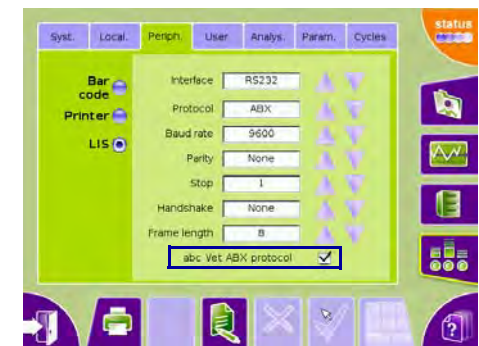 status
Syst. Local. Periph. User Analys. Param. Cycles
Bar code
Printer
LIS
Interface RS232
Protocol ABX
Baud rate 9600
Parity None
Stop 1
Handshake None
Frame length 8
abc Vet ABX protocol
?